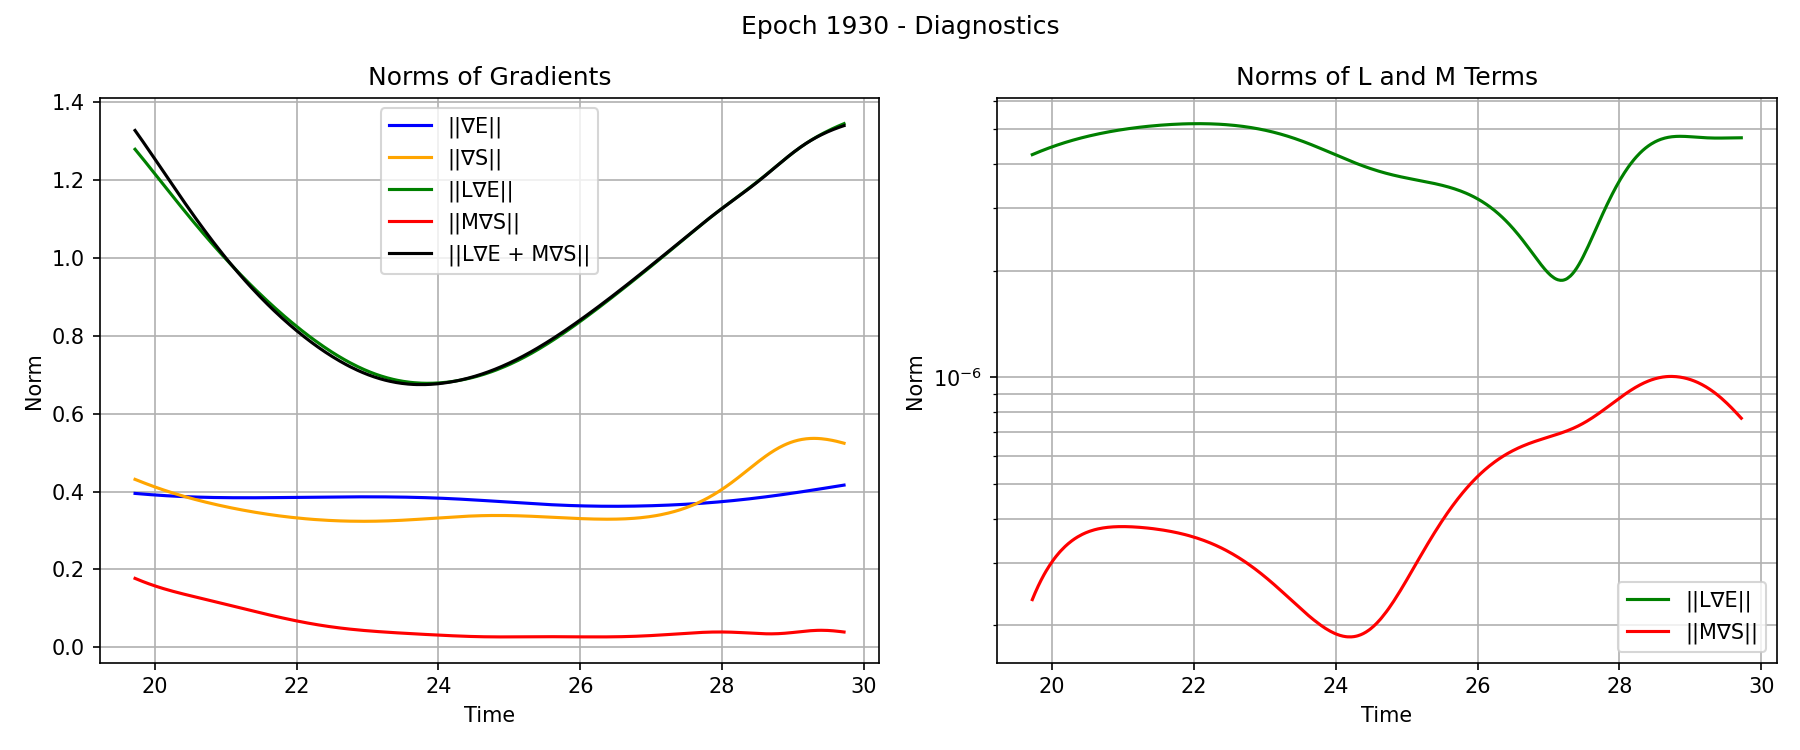 Epoch 1930 - Diagnostics
Norms of Gradients
Norm
1.4
1.2
1.0
0.8
0.6
0.4
0.2
0.0
||∇E||
||∇S||
||L∇E||
||M∇S||
||L∇E + M∇S||
20 22 24 26 28 30
Time
Norms of L and M Terms
Norm
10⁻⁶
||L∇E||
||M∇S||
20 22 24 26 28 30
Time